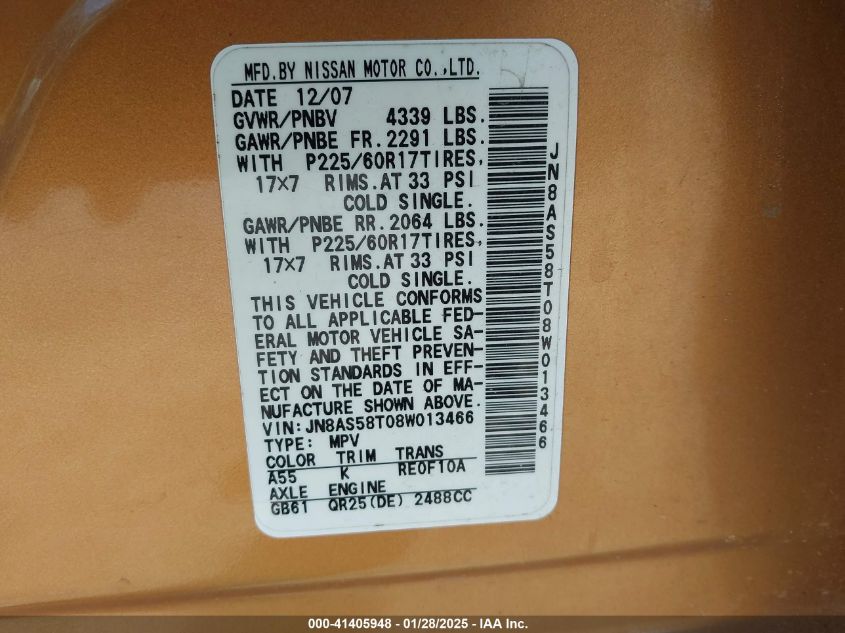 MFD.BY NISSAN MOTOR CO.,LTD.
DATE 12/07
GVWR/PNBV 4339 LBS.
GAWR/PNBE FR. 2291 LBS.
WITH P225/60R17TIRES,
17×7 RIMS.AT 33 PSI
COLD SINGLE.
GAWR/PNBE RR. 2064 LBS.
WITH P225/60R17TIRES,
17×7 RIMS.AT 33 PSI
COLD SINGLE.
THIS VEHICLE CONFORMS
TO ALL APPLICABLE FED-
ERAL MOTOR VEHICLE SA-
FETY AND THEFT PREVEN-
TION STANDARDS IN EFF-
ECT ON THE DATE OF MA-
NUFACTURE SHOWN ABOVE.
VIN:JN8AS58T08W013466
TYPE: MPV
COLOR TRIM TRANS
A55 K RE0F10A
AXLE ENGINE
GB61 QR25(DE) 2488CC
JN8AS58T08W013466
000-41405948 - 01/28/2025 - IAA Inc.